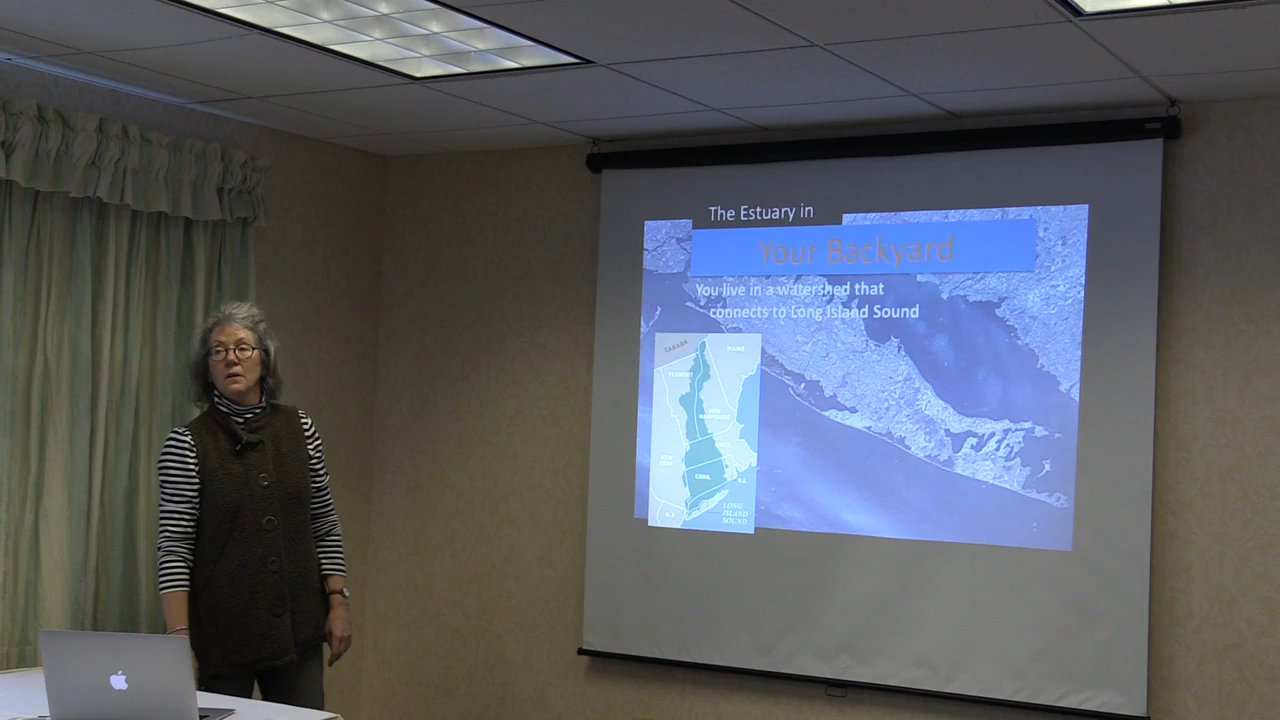 The Estuary in
Your Backyard
You live in a watershed that
connects to Long Island Sound
CANADA
MAINE
VERMONT
NEW
HAMPSHIRE
MASS.
NEW
YORK
CONN.
R.I.
N.J.
LONG
ISLAND
SOUND